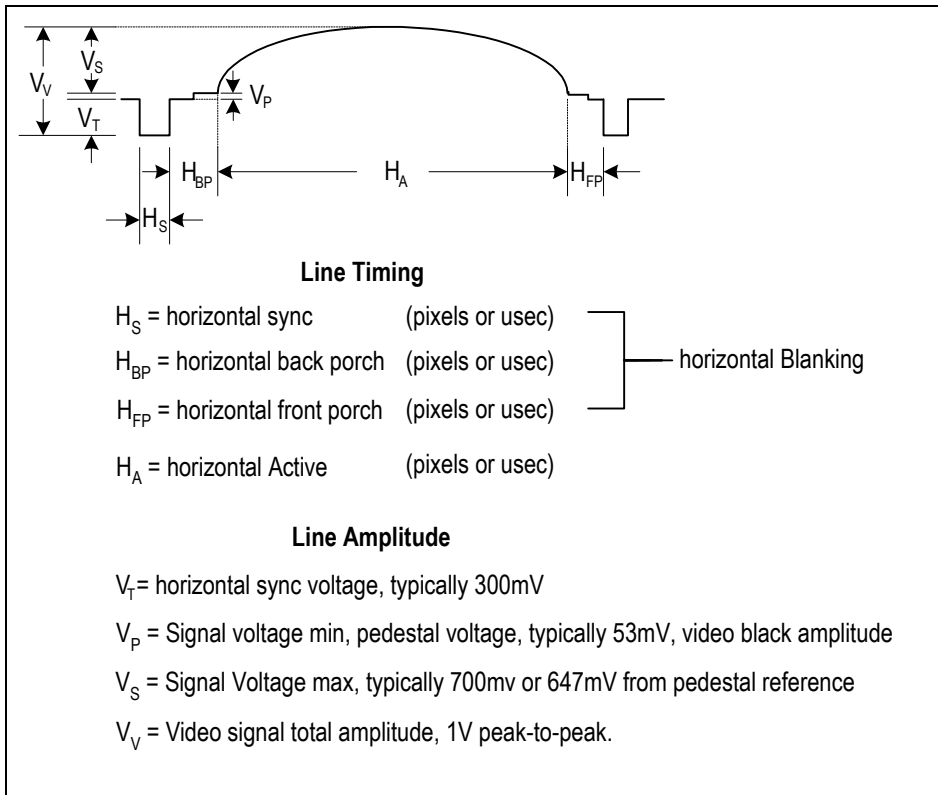 V_S
V_V
V_P
V_T
H_BP
H_A
H_FP
H_S
Line Timing
H_S = horizontal sync (pixels or usec)
H_BP = horizontal back porch (pixels or usec)
horizontal Blanking
H_FP = horizontal front porch (pixels or usec)
H_A = horizontal Active (pixels or usec)
Line Amplitude
V_T= horizontal sync voltage, typically 300mV
V_P = Signal voltage min, pedestal voltage, typically 53mV, video black amplitude
V_S = Signal Voltage max, typically 700mv or 647mV from pedestal reference
V_V = Video signal total amplitude, 1V peak-to-peak.